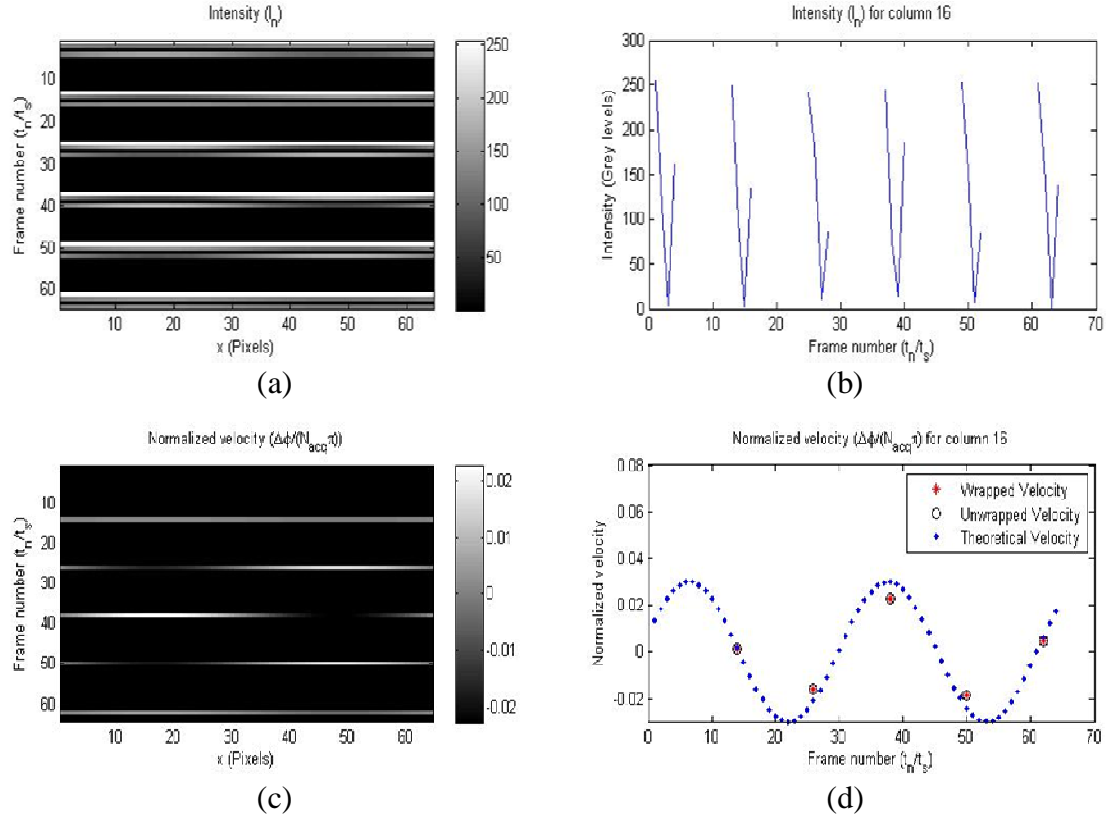 Intensity (I_n)
250
200
150
100
50
10
20
30
40
50
60
Frame number (t_n/t_s)
10 20 30 40 50 60
x (Pixels)
(a)
Intensity (I_n) for column 16
300
250
200
150
100
50
0
Intensity (Grey levels)
0 10 20 30 40 50 60 70
Frame number (t_n/t_s)
(b)
Normalized velocity (Δϕ/(N_acq π))
0.02
0.01
0
-0.01
-0.02
10
20
30
40
50
60
Frame number (t_n/t_s)
10 20 30 40 50 60
x (Pixels)
(c)
Normalized velocity (Δϕ/(N_acq π) for column 16
0.08
0.06
0.04
0.02
0
-0.02
Normalized velocity
Wrapped Velocity
Unwrapped Velocity
Theoretical Velocity
0 10 20 30 40 50 60 70
Frame number (t_n/t_s)
(d)